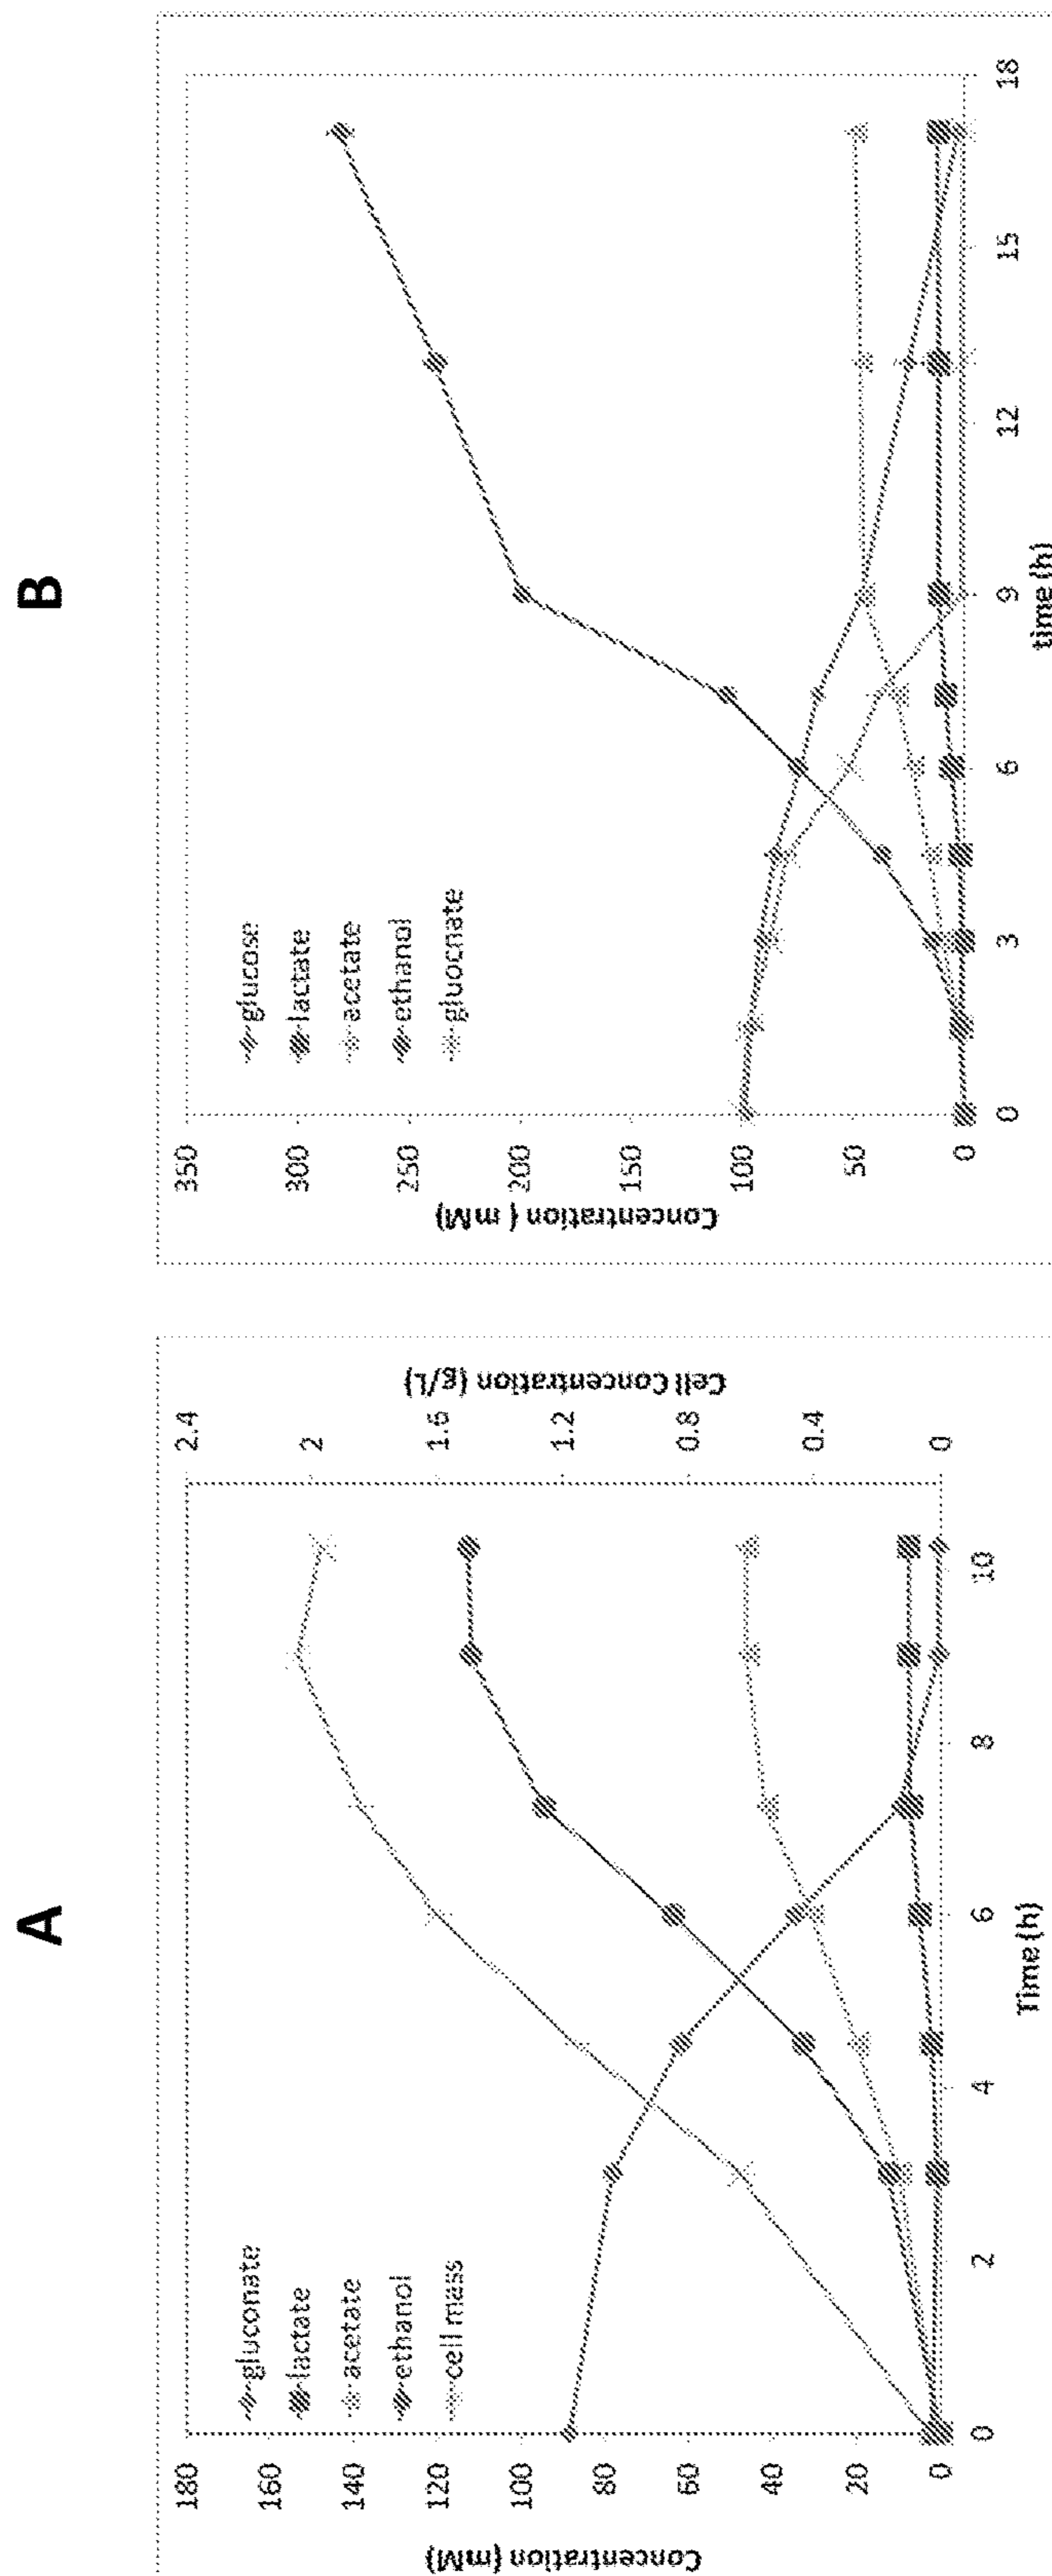 A
Concentration (mM)
180
160
140
120
100
80
60
40
20
0
gluconate
lactate
acetate
ethanol
cell mass
0
2
4
6
8
10
Time (h)
2.4
2
1.6
1.2
0.8
0.4
0
Cell Concentration (g/L)
B
Concentration ( mM)
350
300
250
200
150
100
50
0
glucose
lactate
acetate
ethanol
gluocnate
0
3
6
9
12
15
18
time (h)